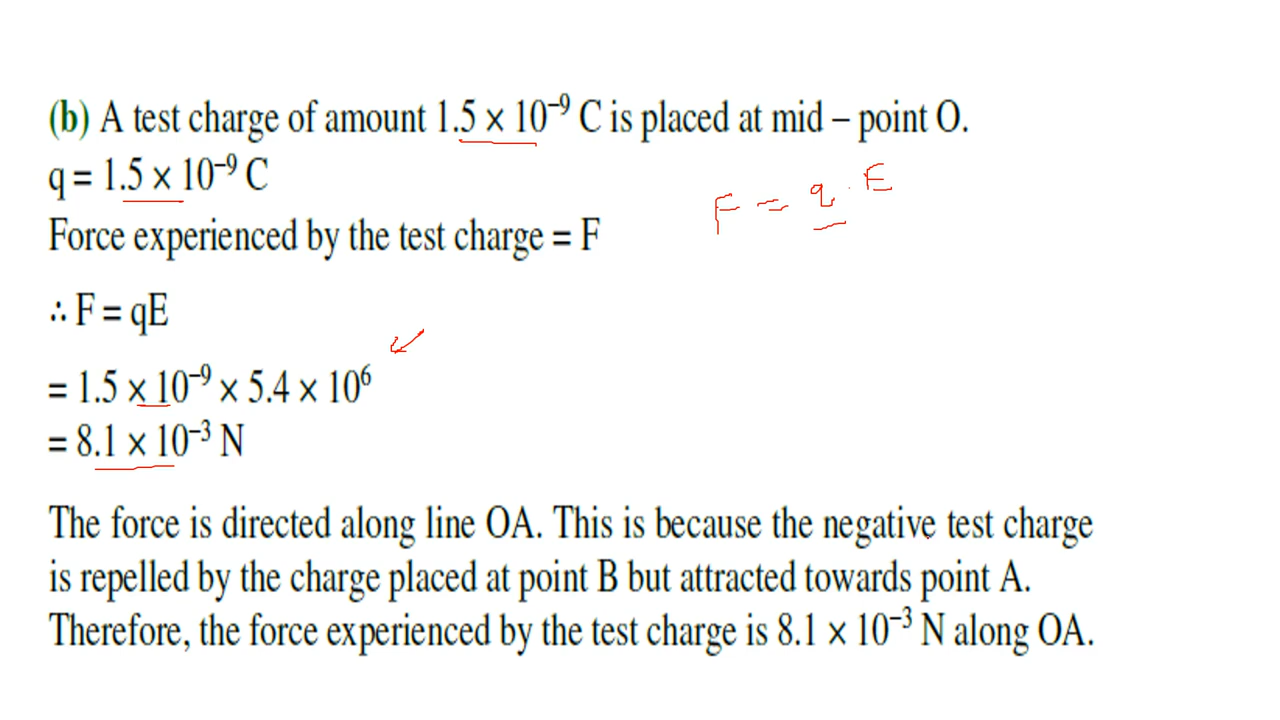 (b) A test charge of amount 1.5 × 10⁻⁹ C is placed at mid – point O.
q = 1.5 × 10⁻⁹ C
F = q . E
Force experienced by the test charge = F
∴ F = qE
= 1.5 × 10⁻⁹ × 5.4 × 10⁶
= 8.1 × 10⁻³ N
The force is directed along line OA. This is because the negative test charge
is repelled by the charge placed at point B but attracted towards point A.
Therefore, the force experienced by the test charge is 8.1 × 10⁻³ N along OA.